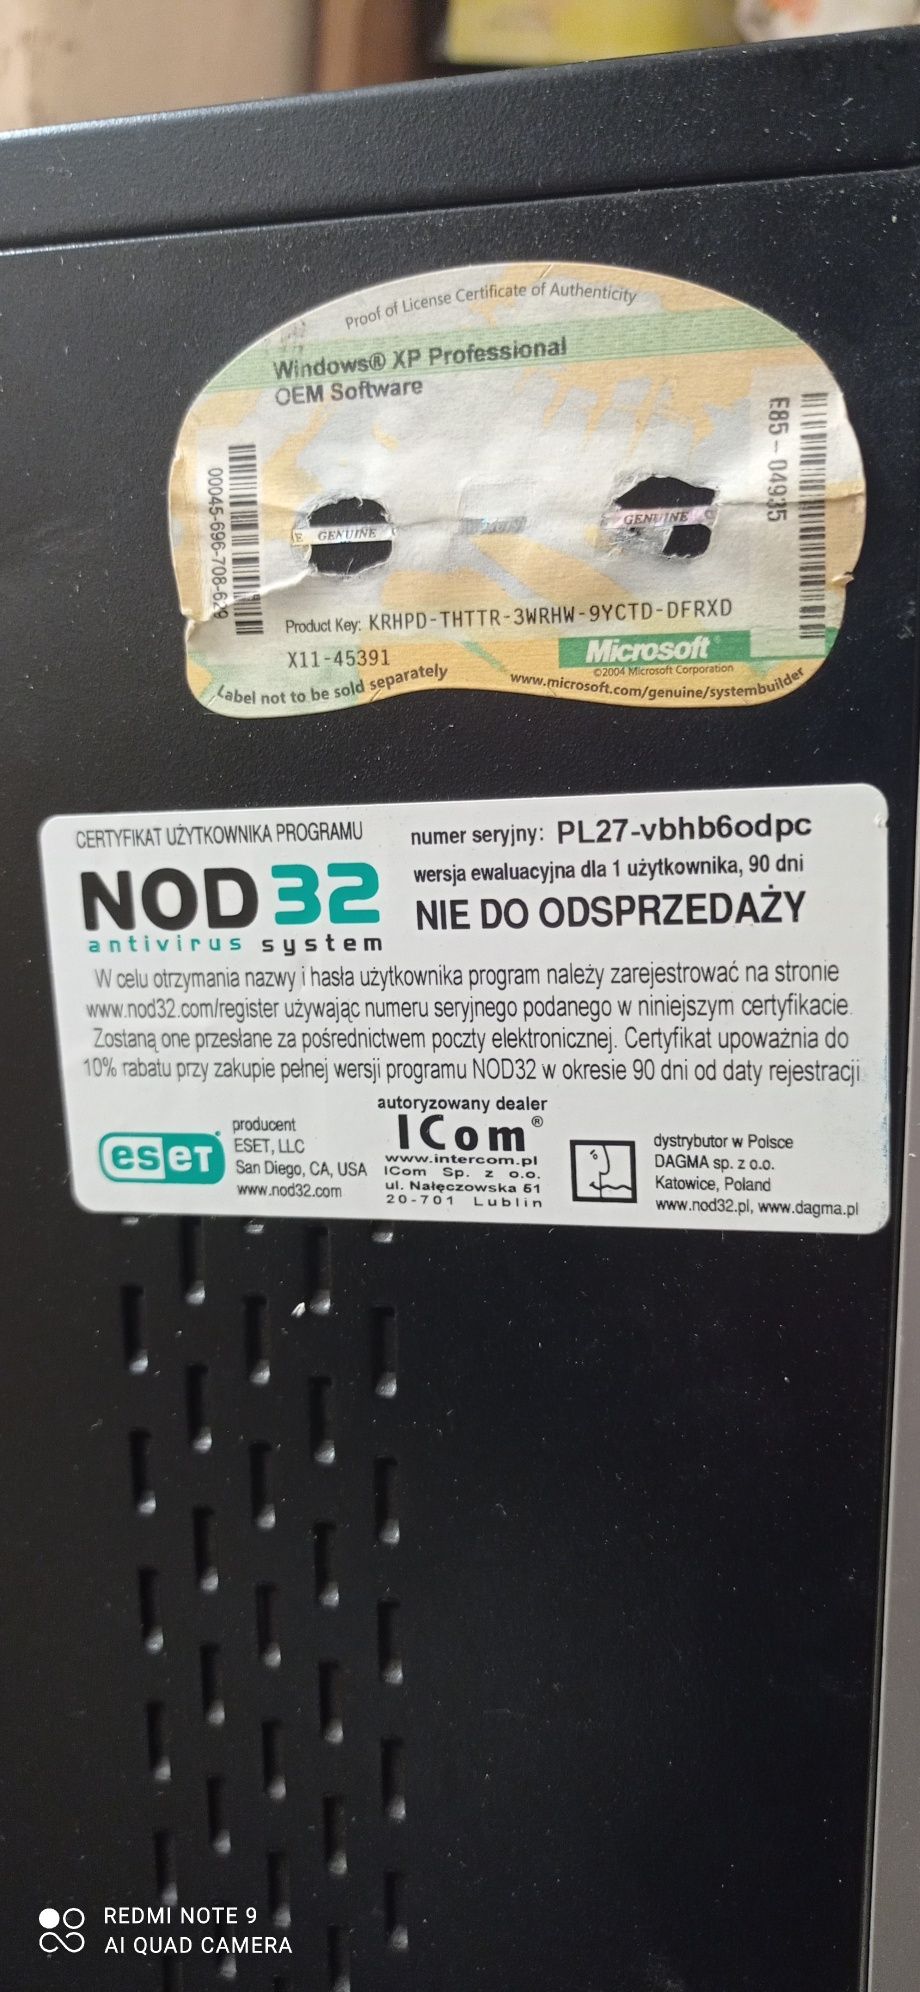 Proof of License Certificate of Authenticity
Windows® XP Professional
OEM Software
E85-04935
00045-696-708-629
E GENUINE
GENUINE
Product Key: KRHPD-THTTR-3WRHW-9YCTD-DFRXD
X11-45391
Microsoft®
©2004 Microsoft Corporation
Label not to be sold separately
www.microsoft.com/genuine/systembuilder
CERTYFIKAT UŻYTKOWNIKA PROGRAMU
NOD32
antivirus system
numer seryjny: PL27-vbhb6odpc
wersja ewaluacyjna dla 1 użytkownika, 90 dni
NIE DO ODSPRZEDAŻY
W celu otrzymania nazwy i hasła użytkownika program należy zarejestrować na stronie
www.nod32.com/register używając numeru seryjnego podanego w niniejszym certyfikacie.
Zostaną one przesłane za pośrednictwem poczty elektronicznej. Certyfikat upoważnia do
10% rabatu przy zakupie pełnej wersji programu NOD32 w okresie 90 dni od daty rejestracji.
eset
producent
ESET, LLC
San Diego, CA, USA
www.nod32.com
autoryzowany dealer
ICom®
www.intercom.pl
ICom Sp. z o.o.
ul. Nałęczowska 51
20-701 Lublin
dystrybutor w Polsce
DAGMA sp. z o.o.
Katowice, Poland
www.nod32.pl, www.dagma.pl
REDMI NOTE 9
AI QUAD CAMERA